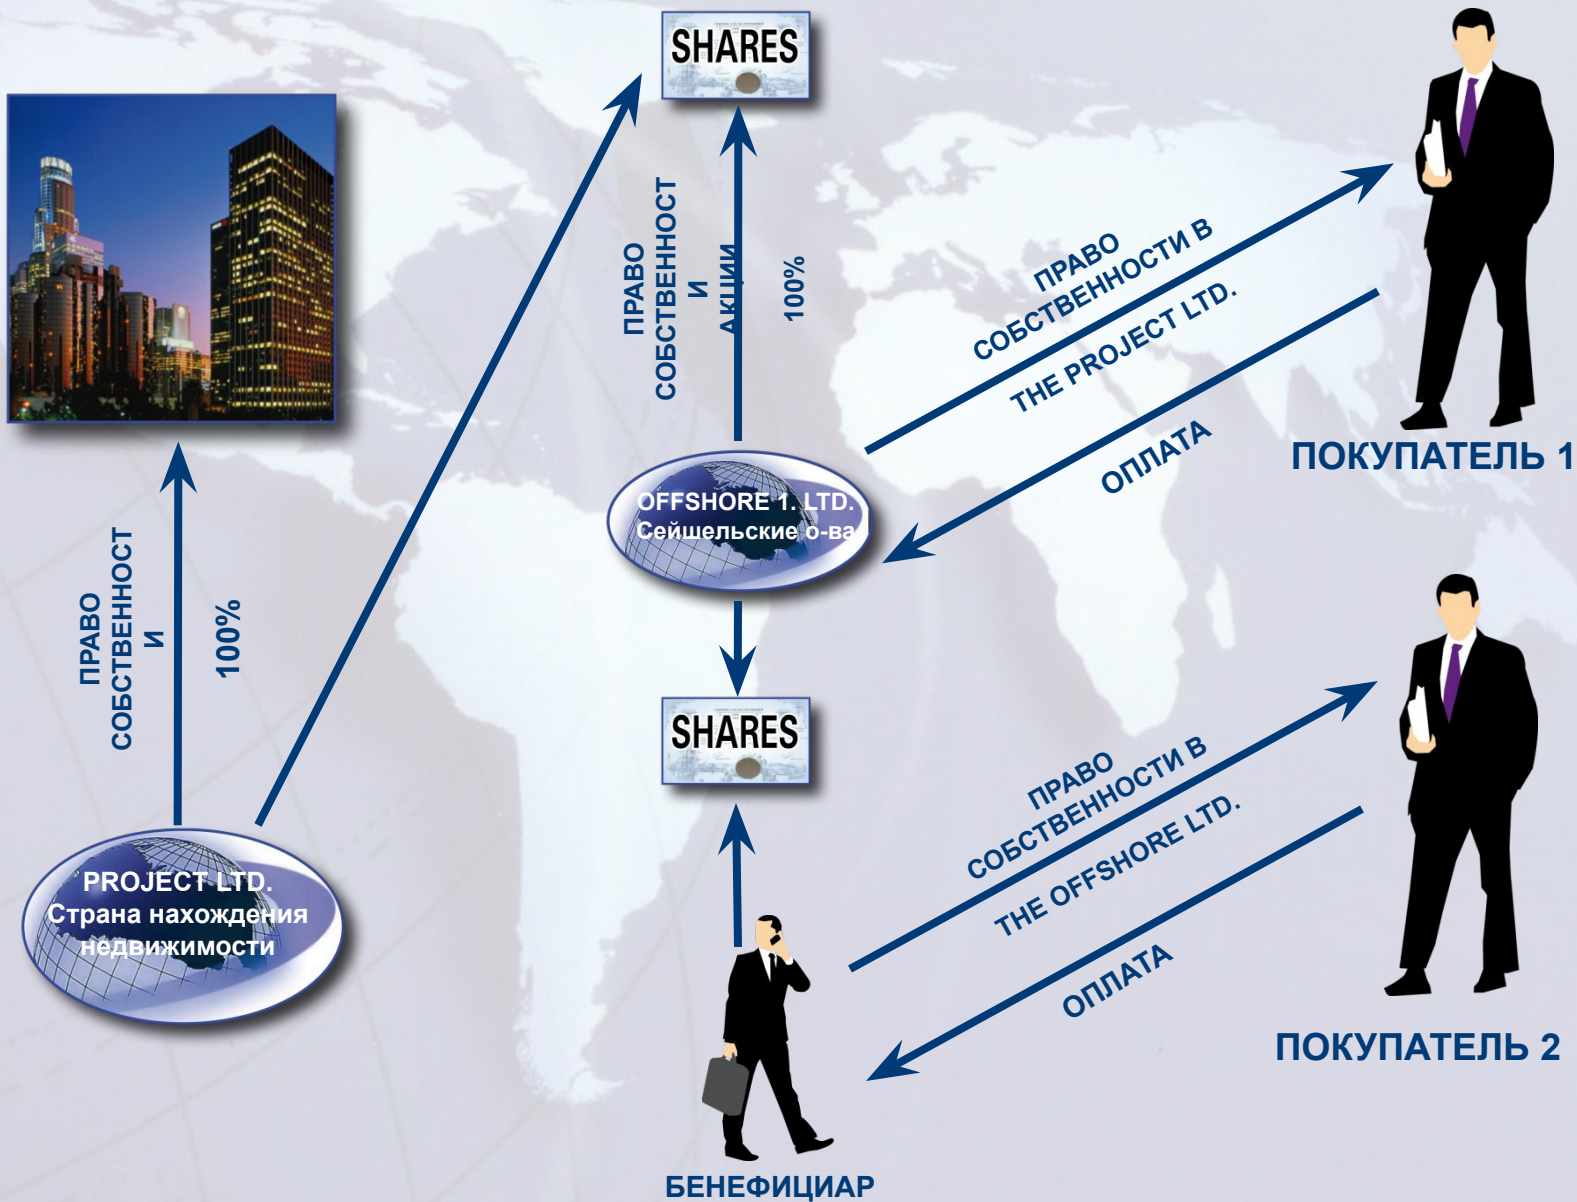 SHARES
ПРАВО
СОБСТВЕННОСТ
И
АКЦИИ
100%
ПРАВО
СОБСТВЕННОСТИ В
THE PROJECT LTD.
ОПЛАТА
ПОКУПАТЕЛЬ 1
OFFSHORE 1. LTD.
Сейшельские о-ва
ПРАВО
СОБСТВЕННОСТ
И
100%
SHARES
ПРАВО
СОБСТВЕННОСТИ В
THE OFFSHORE LTD.
ОПЛАТА
ПОКУПАТЕЛЬ 2
PROJECT LTD.
Страна нахождения
недвижимости
БЕНЕФИЦИАР